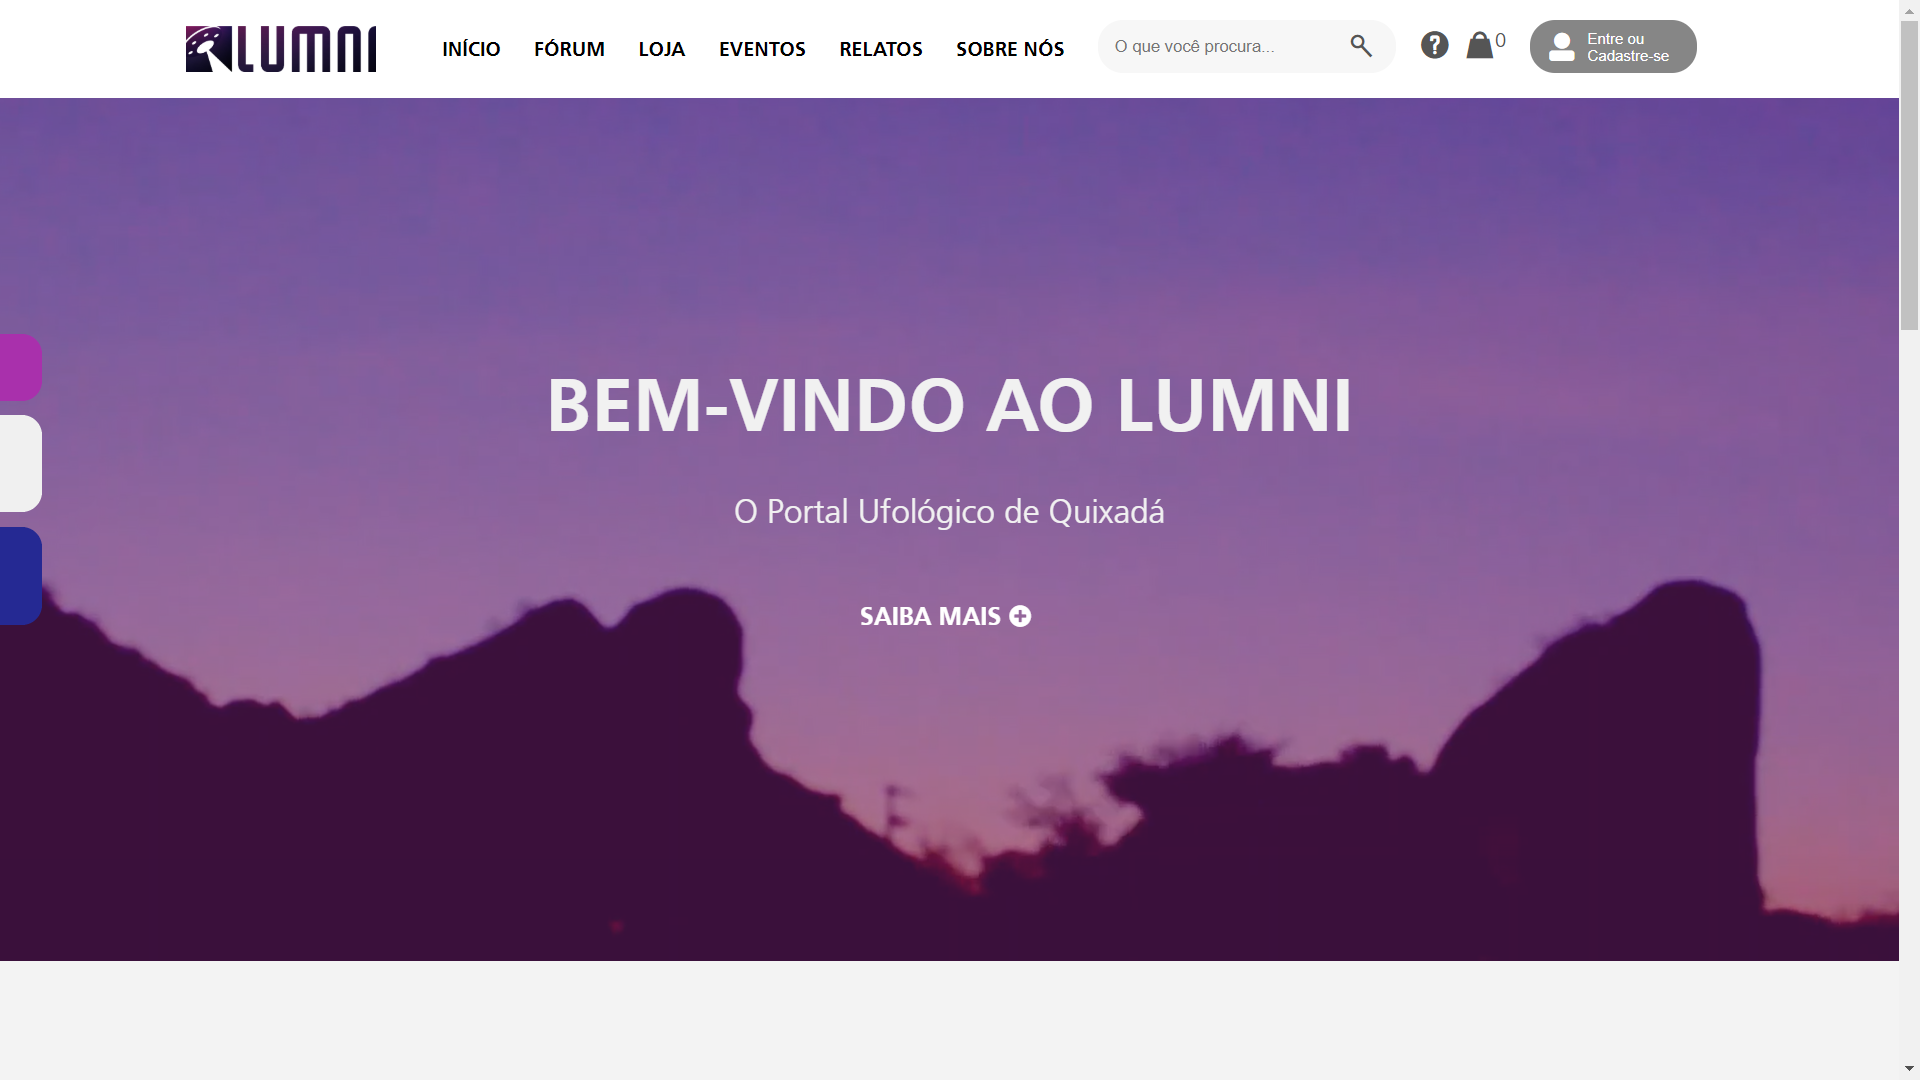 LUMNI
INÍCIO
FÓRUM
LOJA
EVENTOS
RELATOS
SOBRE NÓS
O que você procura...
?
0
Entre ou
Cadastre-se
BEM-VINDO AO LUMNI
O Portal Ufológico de Quixadá
SAIBA MAIS